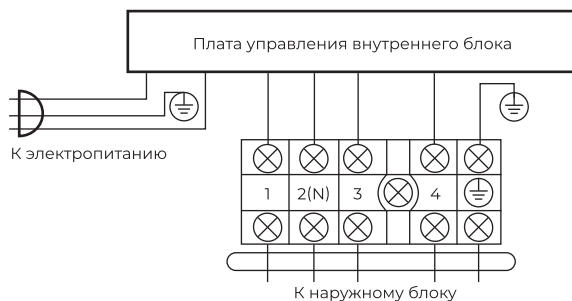 Плата управления внутреннего блока
К электропитанию
1 2(N) 3 4
К наружному блоку